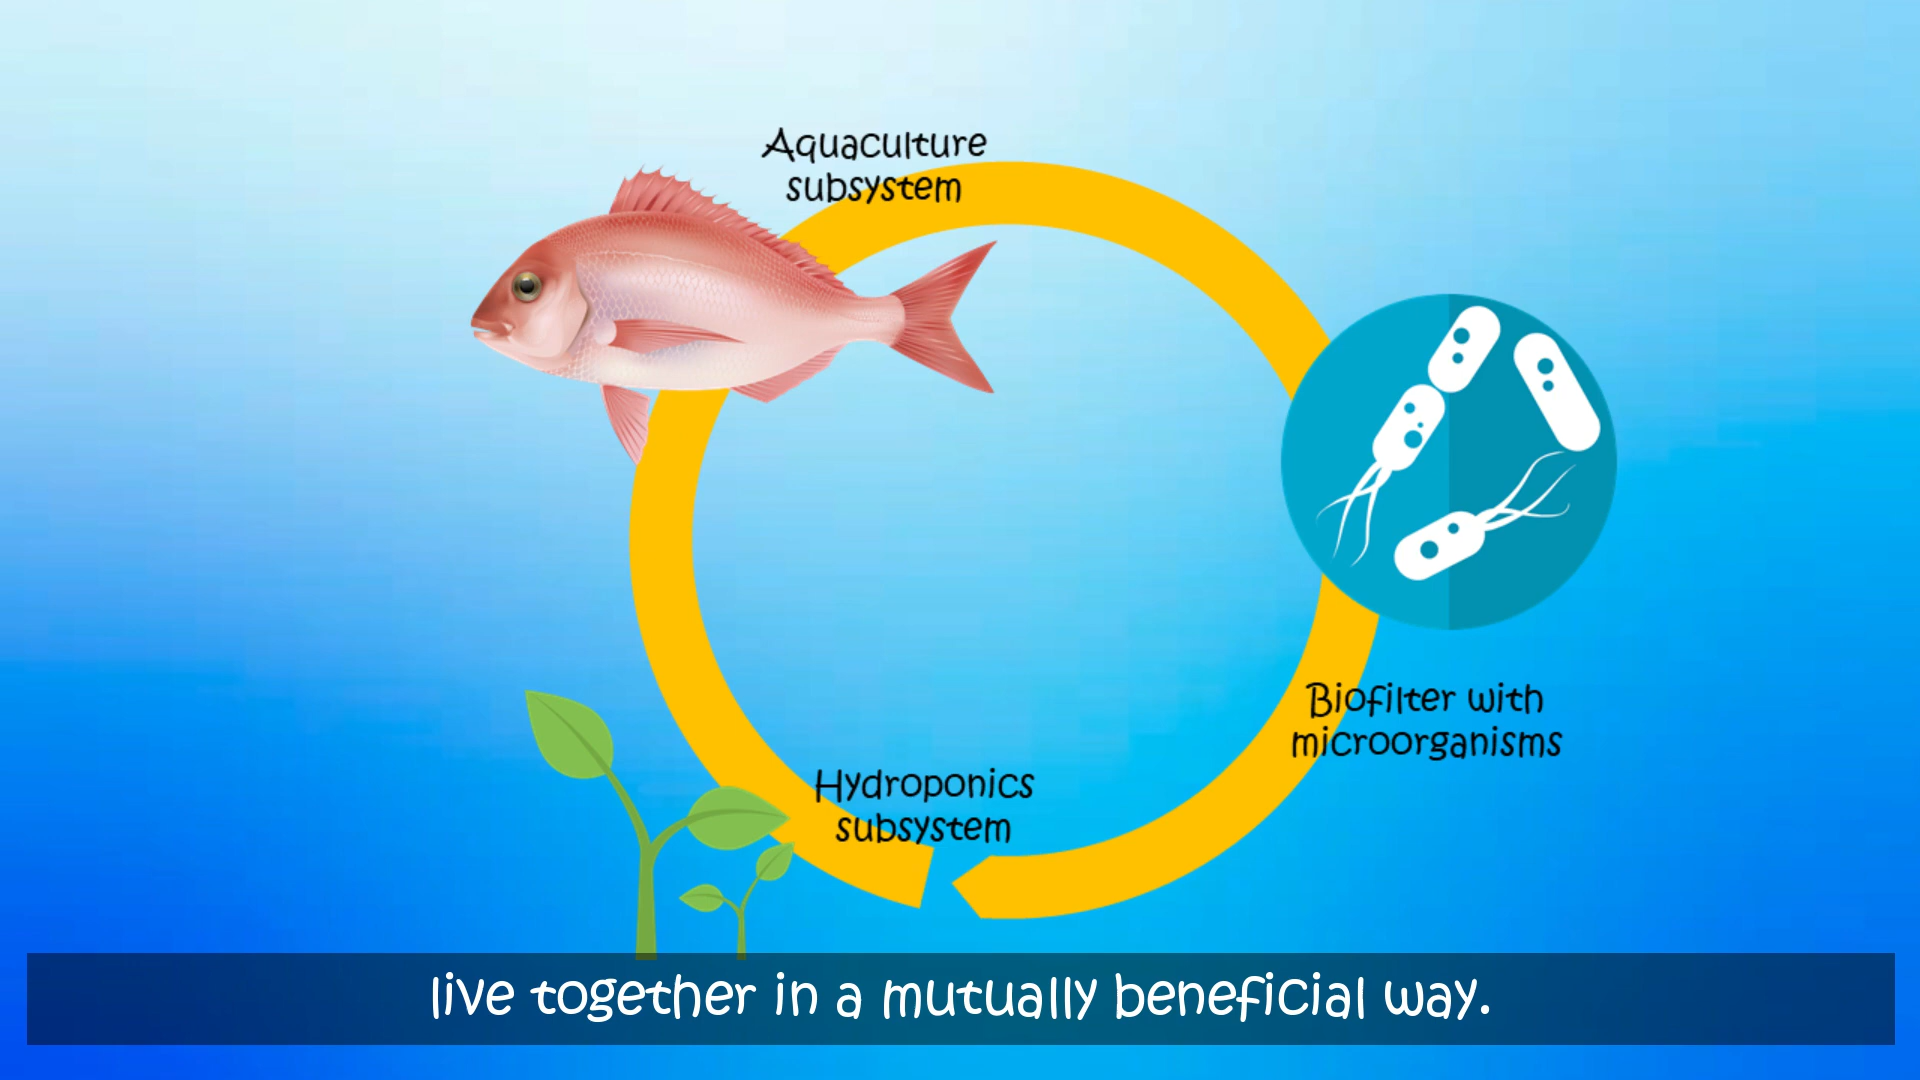 Aquaculture
subsystem
Biofilter with
microorganisms
Hydroponics
subsystem
live together in a mutually beneficial way.